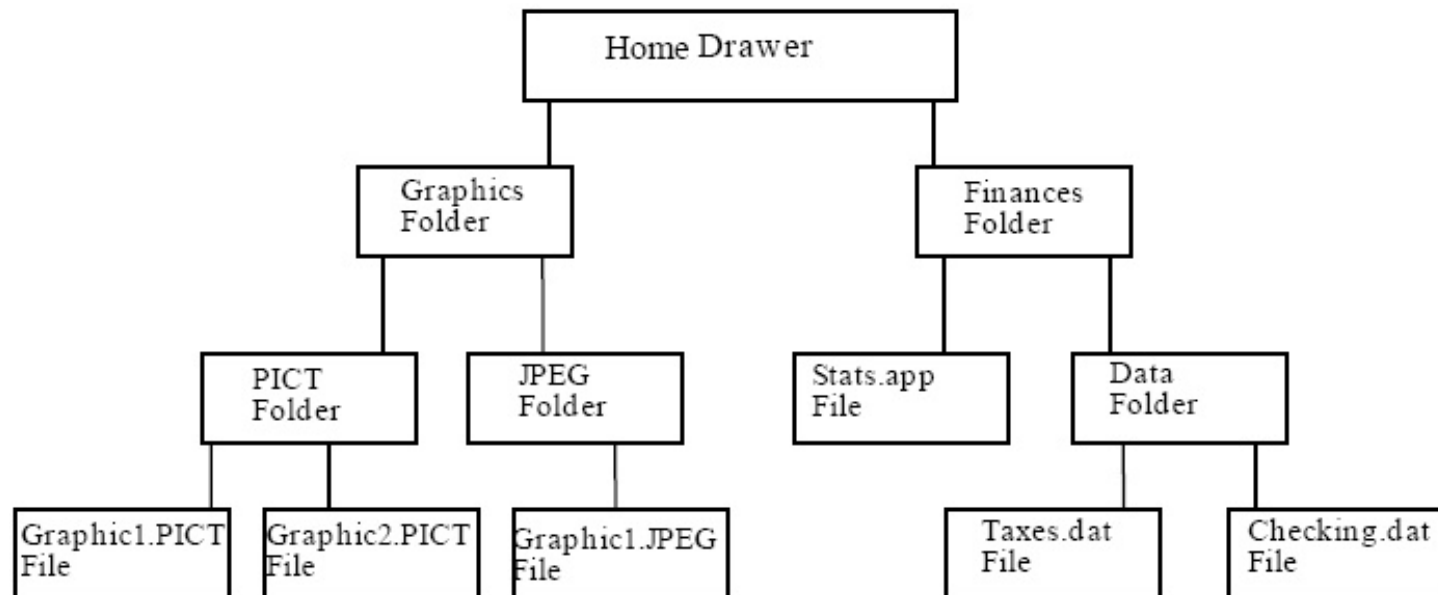 Home Drawer
Graphics
Folder
Finances
Folder
PICT
Folder
JPEG
Folder
Stats.app
File
Data
Folder
Graphic1.PICT
File
Graphic2.PICT
File
Graphic1.JPEG
File
Taxes.dat
File
Checking.dat
File